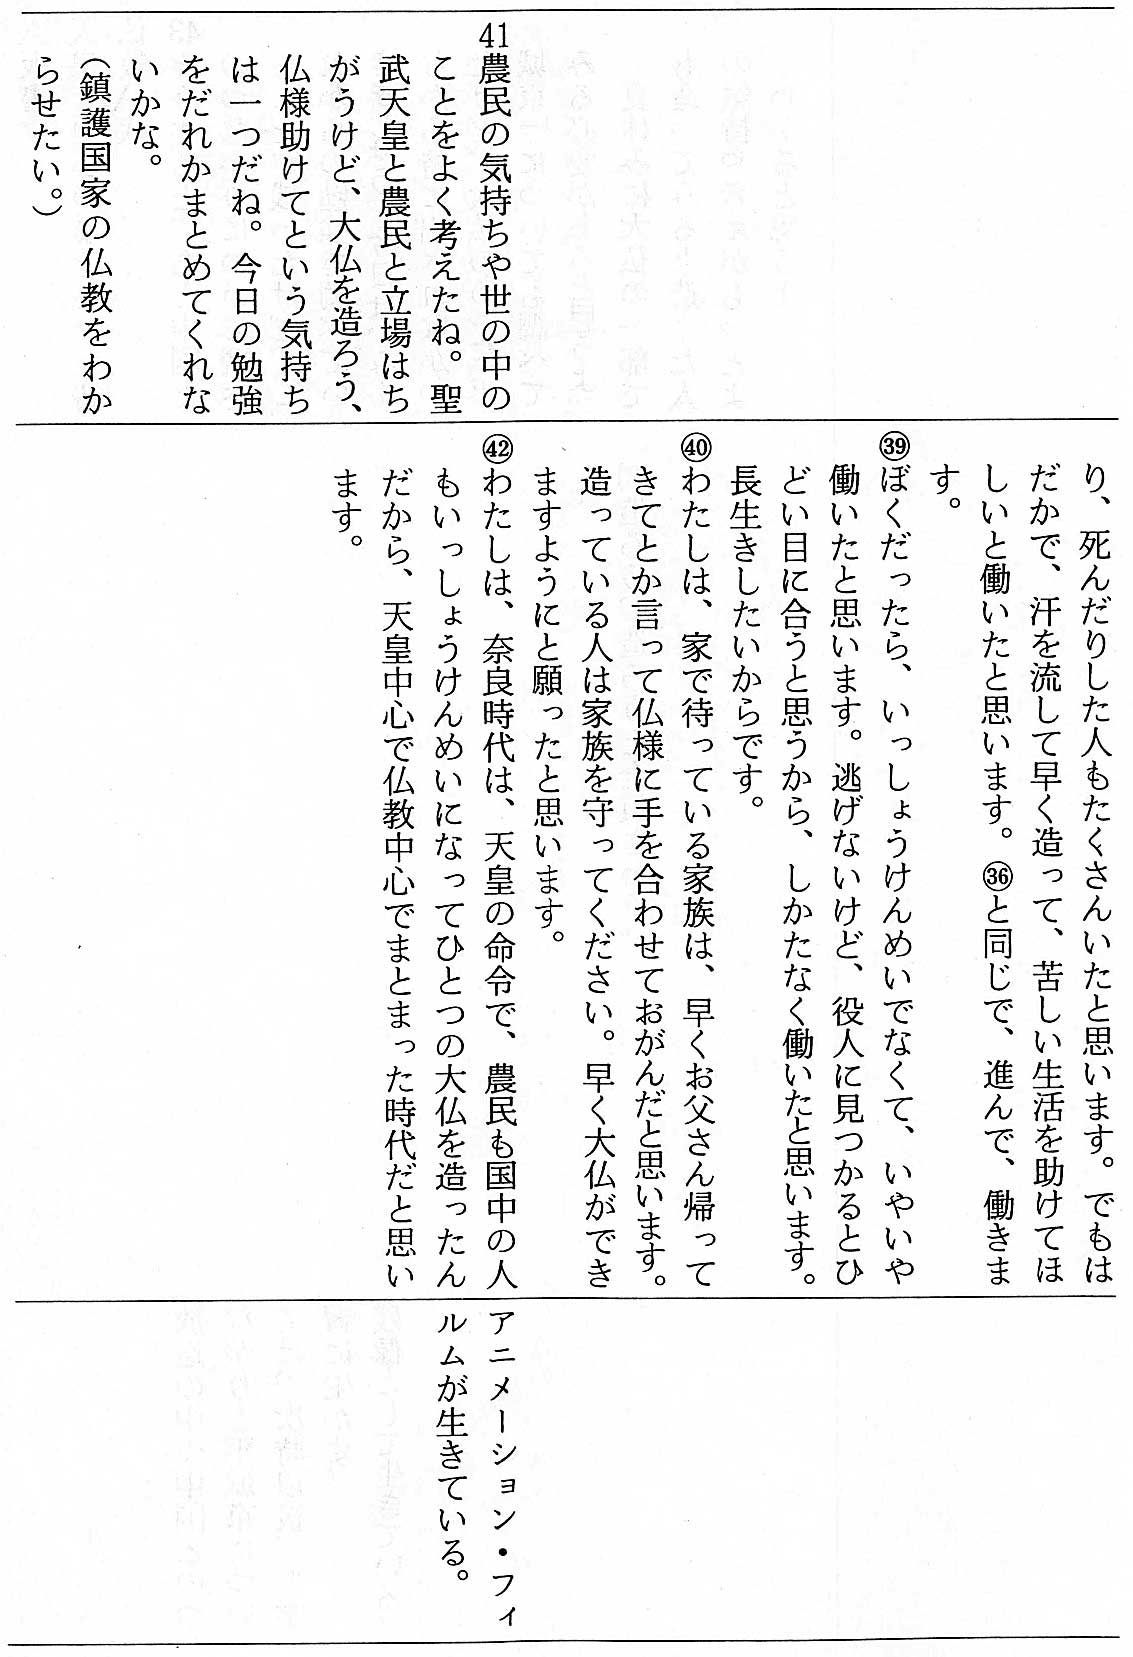 41農民の気持ちや世の中の
ことをよく考えたね。聖
武天皇と農民と立場はち
がうけど、大仏を造ろう、
仏様助けてという気持ち
は一つだね。今日の勉強
をだれかまとめてくれな
いかな。
（鎮護国家の仏教をわか
らせたい。）
り、死んだりした人もたくさんいたと思います。でもは
だかで、汗を流して早く造って、苦しい生活を助けてほ
しいと働いたと思います。㊱と同じで、進んで、働きま
す。
㊴ぼくだったら、いっしょうけんめいでなくて、いやいや
働いたと思います。逃げないけど、役人に見つかるとひ
どい目に合うと思うから、しかたなく働いたと思います。
長生きしたいからです。
㊵わたしは、家で待っている家族は、早くお父さん帰って
きてとか言って仏様に手を合わせておがんだと思います。
造っている人は家族を守ってください。早く大仏ができ
ますようにと願ったと思います。
㊷わたしは、奈良時代は、天皇の命令で、農民も国中の人
もいっしょうけんめいになってひとつの大仏を造ったん
だから、天皇中心で仏教中心でまとまった時代だと思い
ます。
アニメーション・フィ
ルムが生きている。